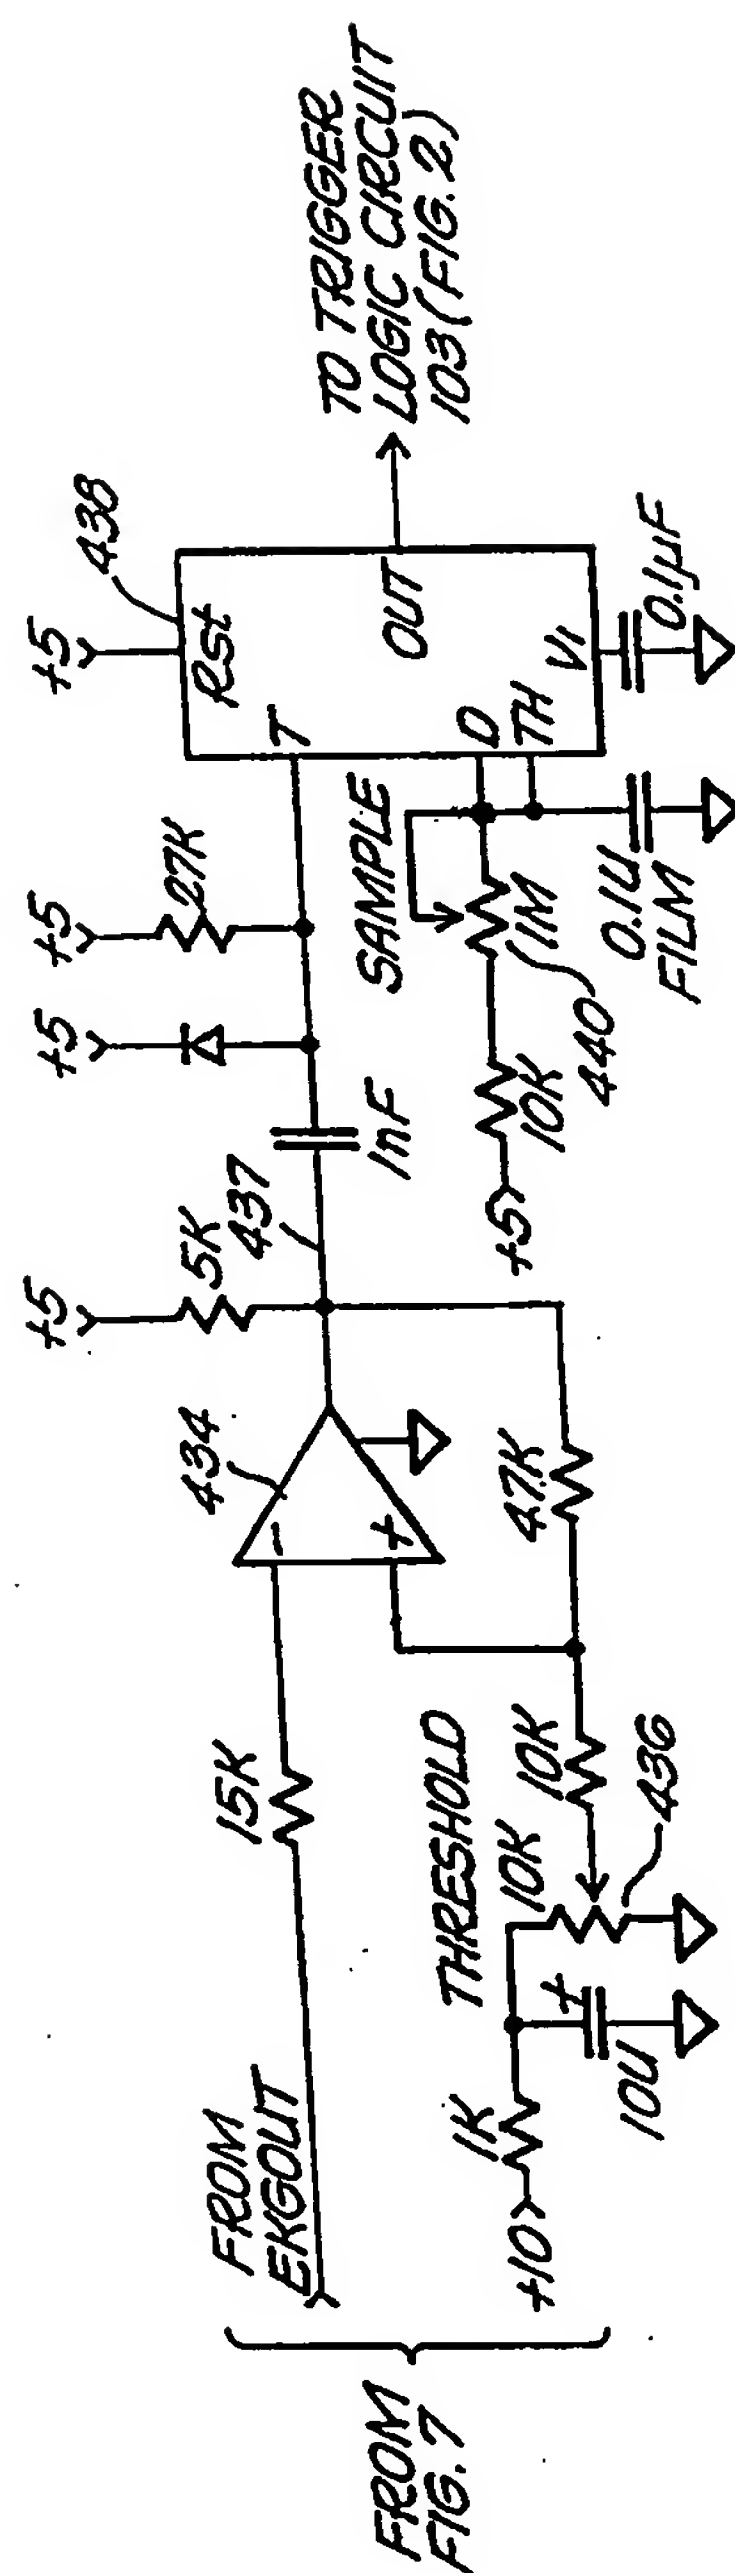 FROM
FIG. 7
FROM
EKGOUT
15K
+10
1K
10U
+
THRESHOLD
10K
10K
436
434
-
+
47K
+5
5K
437
1nF
+5
+5
27K
+5
10K
440
1M
SAMPLE
0.1U
FILM
+5
438
Rst
T
D
TH
V1
OUT
0.1µF
TO TRIGGER
LOGIC CIRCUIT
103 (FIG. 2)